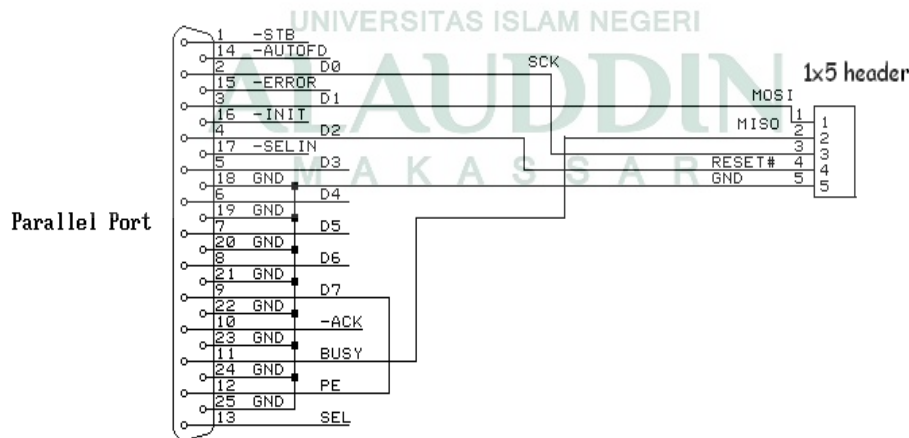 UNIVERSITAS ISLAM NEGERI
ALAUDDIN
MAKASSAR
Parallel Port
1 -STB
14 -AUTOFD
2 D0
15 -ERROR
3 D1
16 -INIT
4 D2
17 -SELIN
5 D3
18 GND
6 D4
19 GND
7 D5
20 GND
8 D6
21 GND
9 D7
22 GND
10 -ACK
23 GND
11 BUSY
24 GND
12 PE
25 GND
13 SEL
SCK
1x5 header
MOSI 1 1
MISO 2 2
3 3
RESET# 4 4
GND 5 5